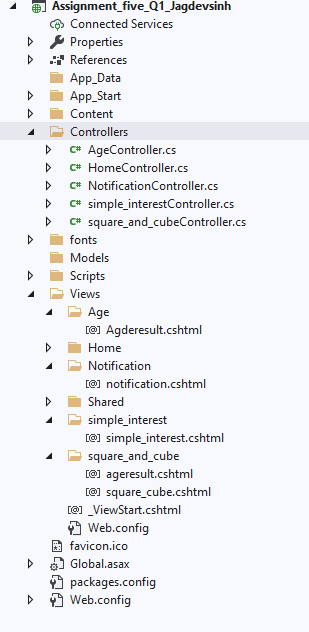 Assignment_five_Q1_Jagdevsinh
Connected Services
Properties
References
App_Data
App_Start
Content
Controllers
C# AgeController.cs
C# HomeController.cs
C# NotificationController.cs
C# simple_interestController.cs
C# square_and_cubeController.cs
fonts
Models
Scripts
Views
Age
[@] Agderesult.cshtml
Home
Notification
[@] notification.cshtml
Shared
simple_interest
[@] simple_interest.cshtml
square_and_cube
[@] ageresult.cshtml
[@] square_cube.cshtml
[@] _ViewStart.cshtml
Web.config
favicon.ico
Global.asax
packages.config
Web.config